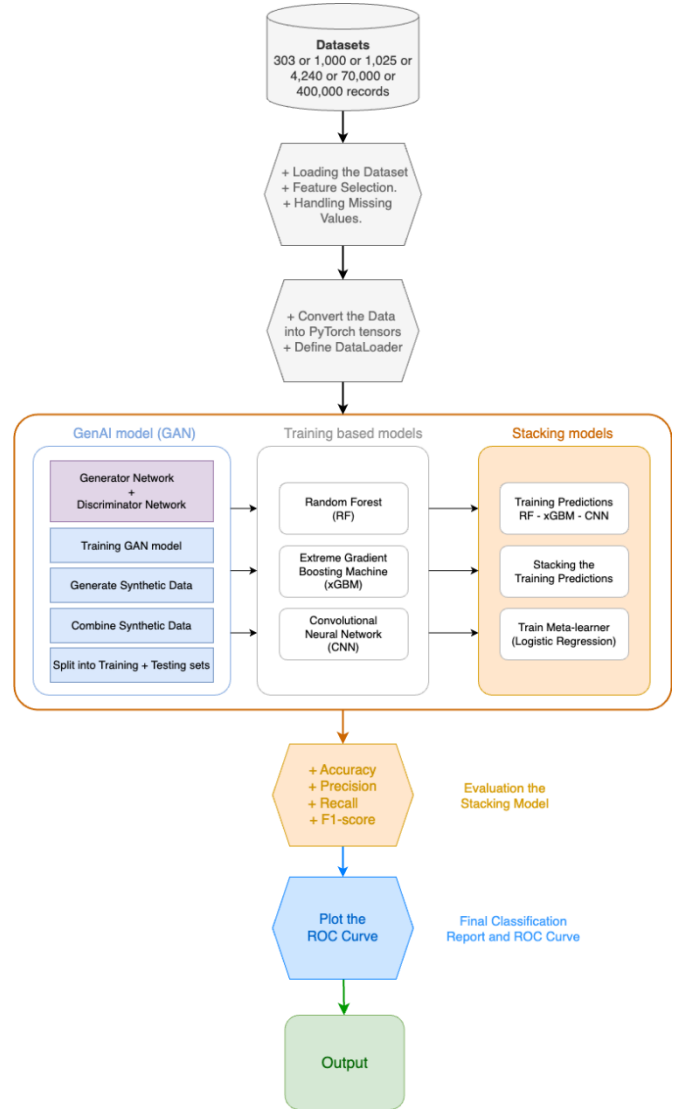 Datasets
303 or 1,000 or 1,025 or
4,240 or 70,000 or
400,000 records
+ Loading the Dataset
+ Feature Selection.
+ Handling Missing
Values.
+ Convert the Data
into PyTorch tensors
+ Define DataLoader
GenAI model (GAN)
Generator Network
+
Discriminator Network
Training GAN model
Generate Synthetic Data
Combine Synthetic Data
Split into Training + Testing sets
Training based models
Random Forest
(RF)
Extreme Gradient
Boosting Machine
(xGBM)
Convolutional
Neural Network
(CNN)
Stacking models
Training Predictions
RF - xGBM - CNN
Stacking the
Training Predictions
Train Meta-learner
(Logistic Regression)
+ Accuracy
+ Precision
+ Recall
+ F1-score
Evaluation the
Stacking Model
Plot the
ROC Curve
Final Classification
Report and ROC Curve
Output